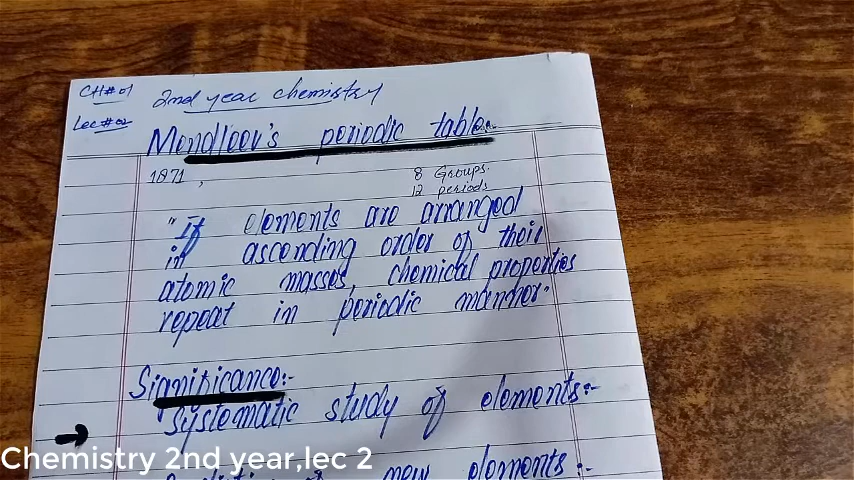 CH#01
2nd year chemistry
Lec#02
Mendleev's periodic table:-
1871,
8 Groups.
12 periods
"If elements are arranged
in ascending order of their
atomic masses, chemical properties
repeat in periodic manner.
Significance:-
→ systematic study of elements:-
of new elements:-
Chemistry 2nd year,lec 2